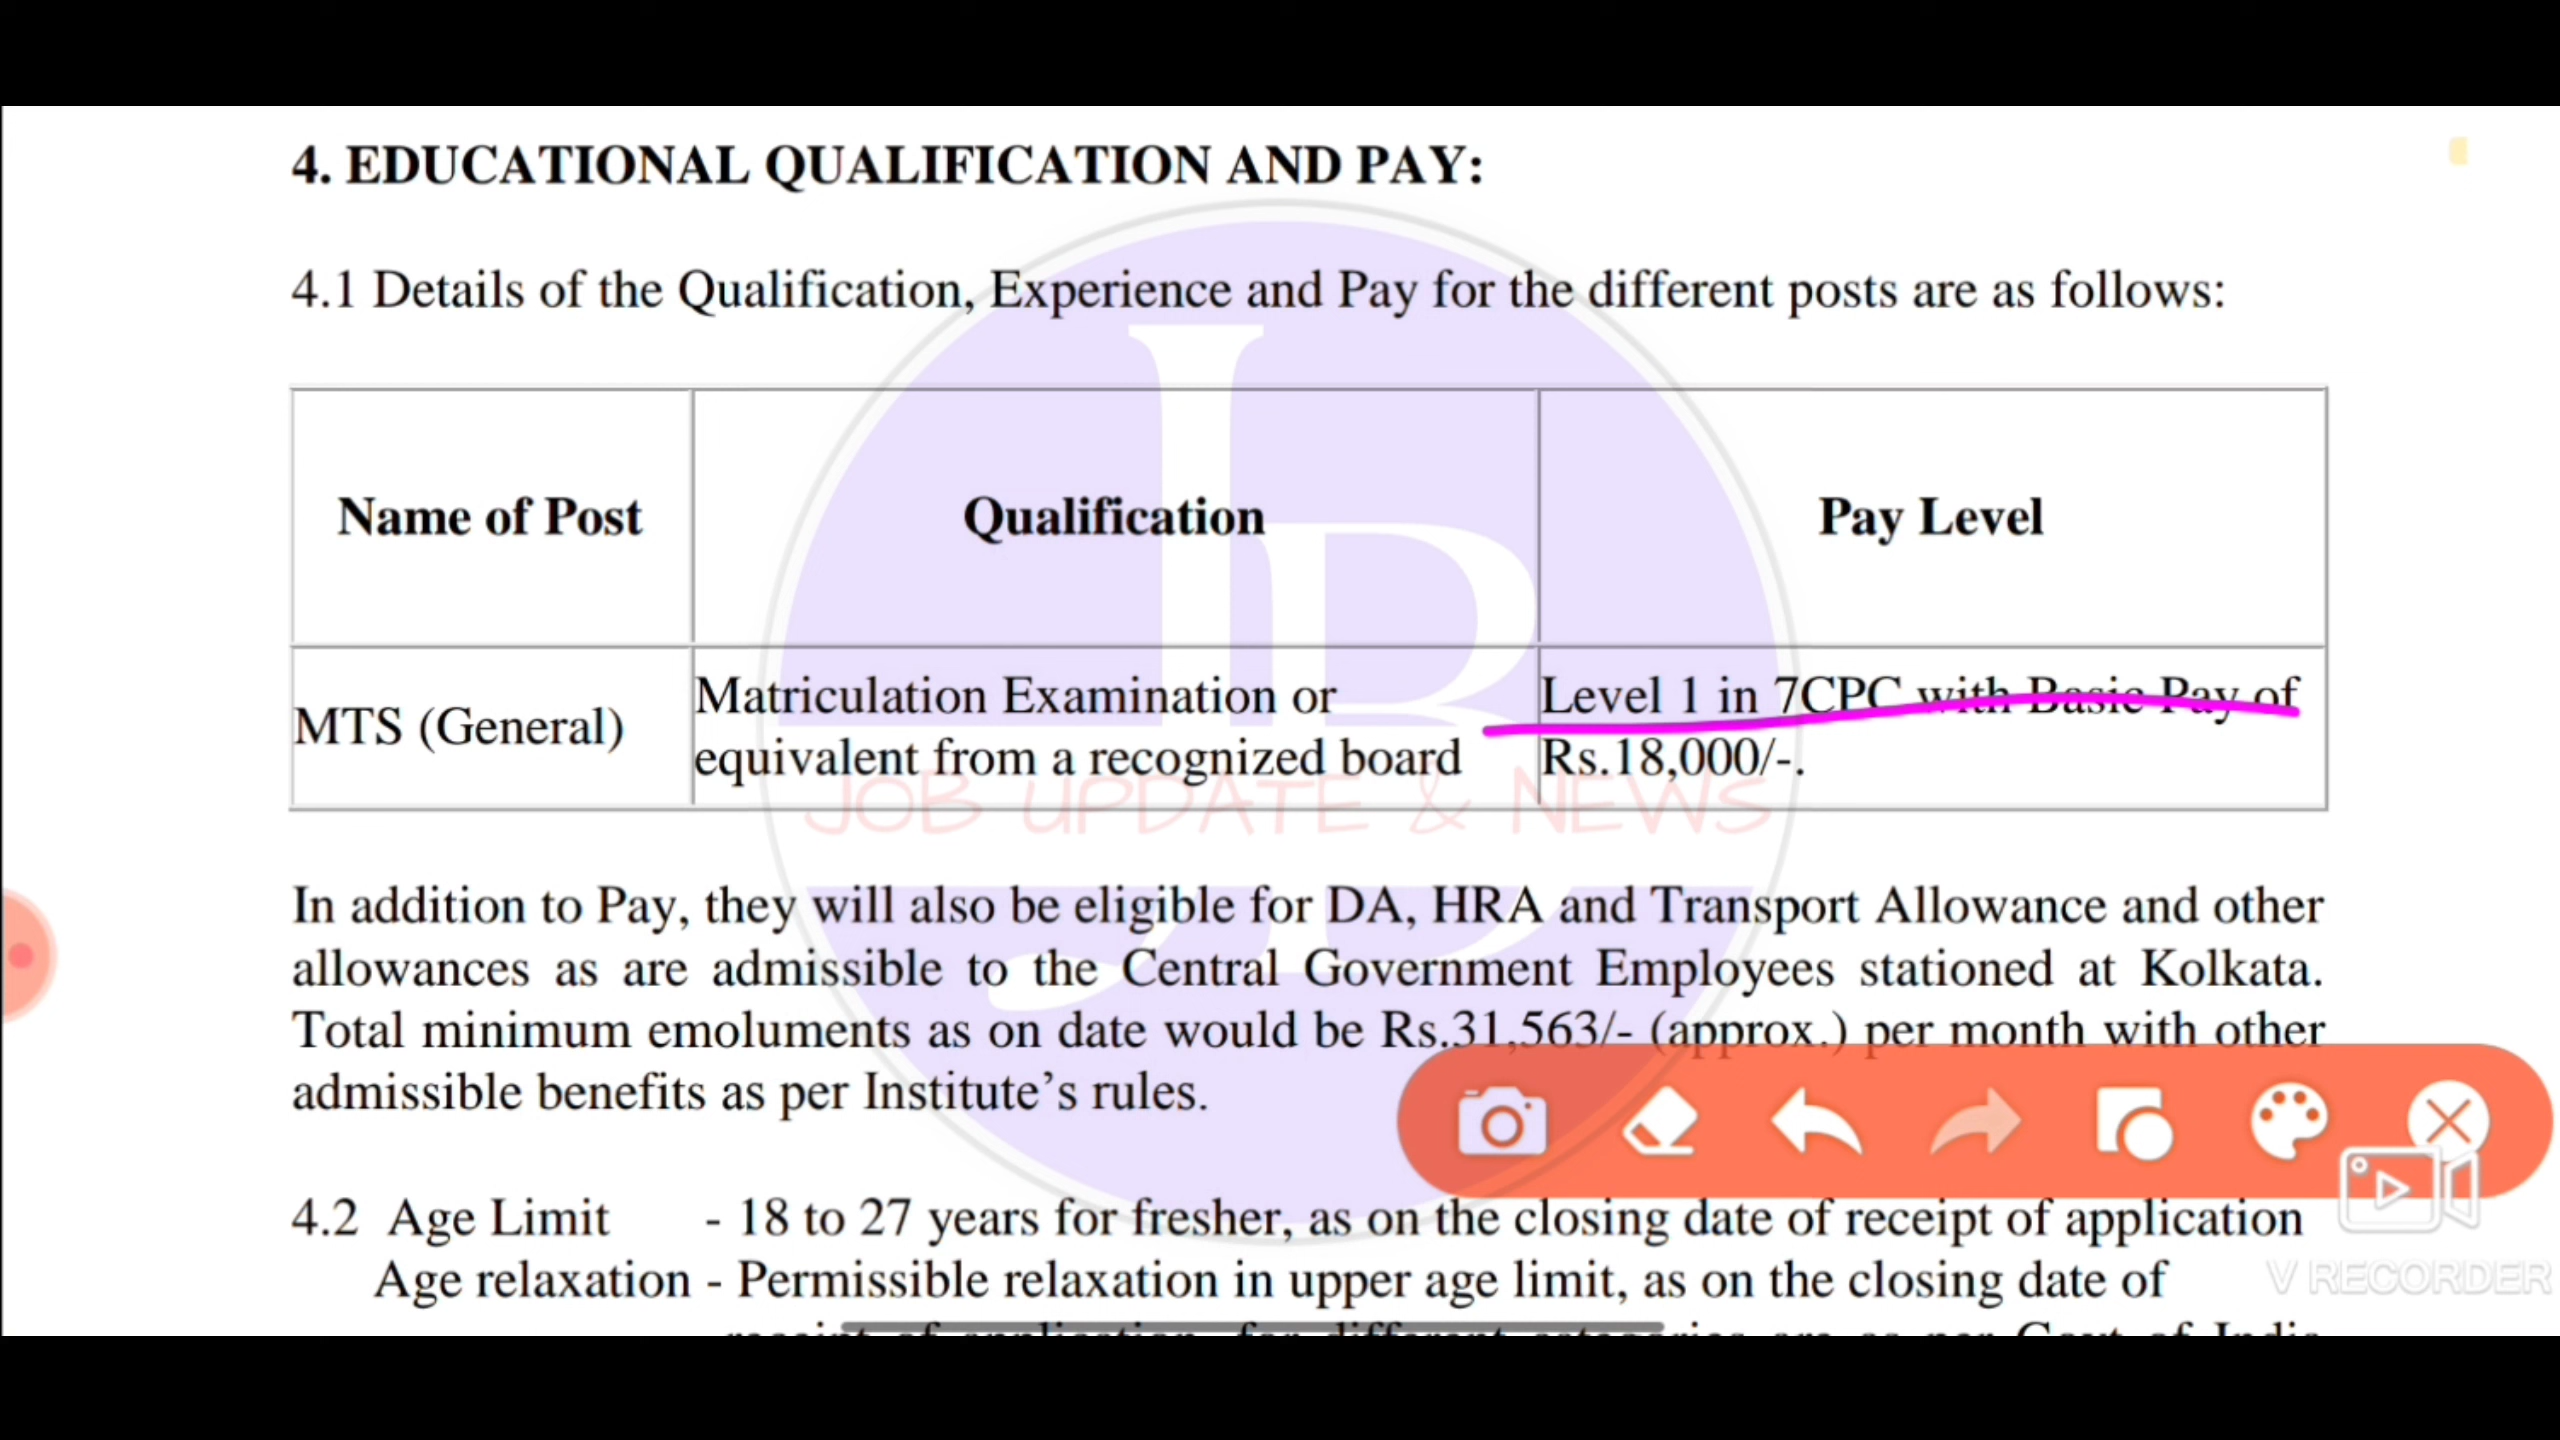 4. EDUCATIONAL QUALIFICATION AND PAY:
4.1 Details of the Qualification, Experience and Pay for the different posts are as follows:
Name of Post Qualification Pay Level
MTS (General)
Matriculation Examination or
equivalent from a recognized board
Level 1 in 7CPC with Basic Pay of
Rs.18,000/-.
JOB UPDATE & NEWS
In addition to Pay, they will also be eligible for DA, HRA and Transport Allowance and other
allowances as are admissible to the Central Government Employees stationed at Kolkata.
Total minimum emoluments as on date would be Rs.31,563/- (approx.) per month with other
admissible benefits as per Institute’s rules.
4.2 Age Limit - 18 to 27 years for fresher, as on the closing date of receipt of application
Age relaxation - Permissible relaxation in upper age limit, as on the closing date of
V RECORDER